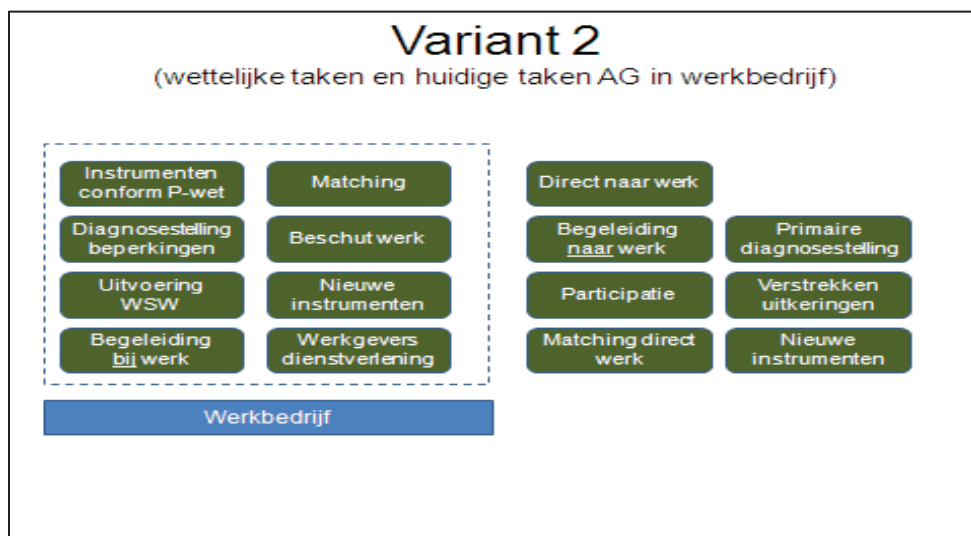 Variant 2
(wettelijke taken en huidige taken AG in werkbedrijf)
Instrumenten
conform P-wet
Matching
Direct naar werk
Diagnosestelling
beperkingen
Beschut werk
Begeleiding
naar werk
Primaire
diagnosestelling
Uitvoering
WSW
Nieuwe
instrumenten
Participatie
Verstrekken
uitkeringen
Begeleiding
bij werk
Werkgevers
dienstverlening
Matching direct
werk
Nieuwe
instrumenten
Werkbedrijf